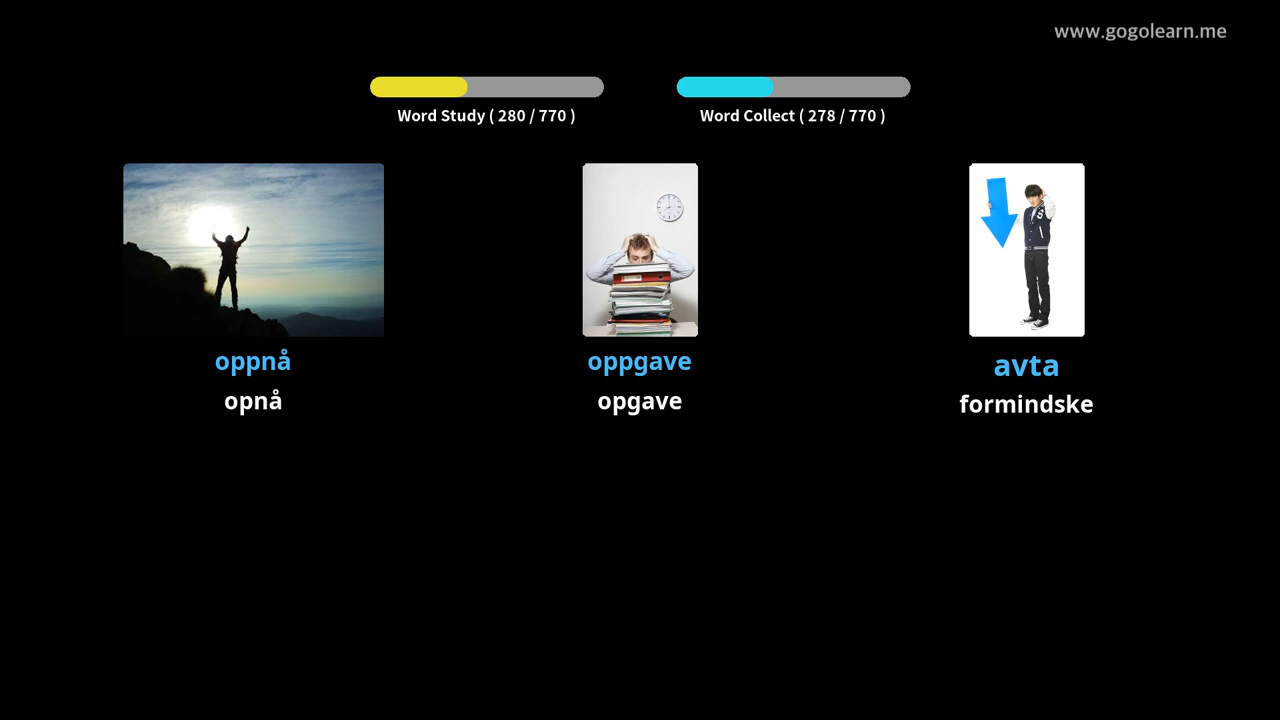 www.gogolearn.me
Word Study ( 280 / 770 )
Word Collect ( 278 / 770 )
oppnå
opnå
oppgave
opgave
avta
formindske